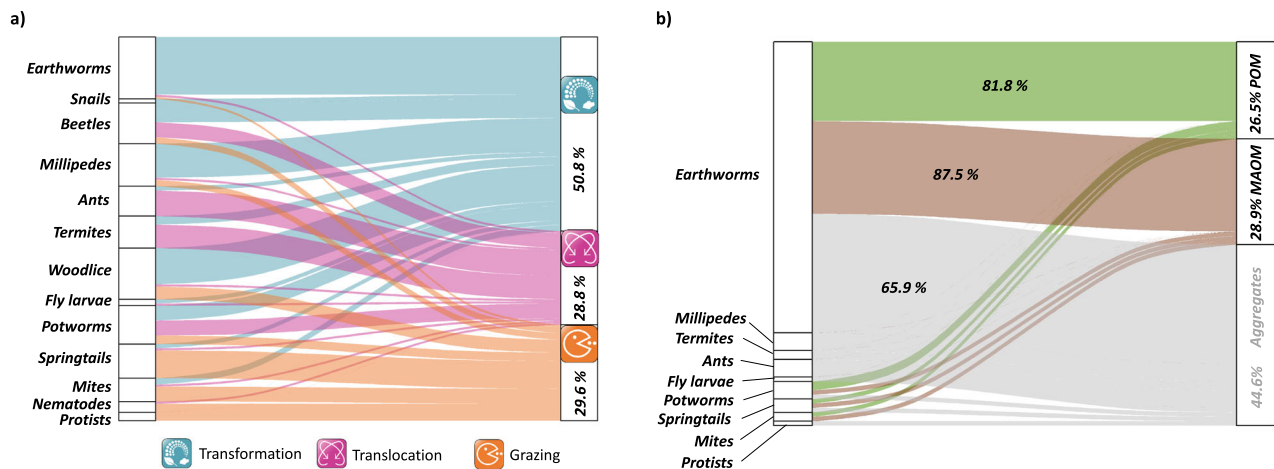 a)
Earthworms
Snails
Beetles
Millipedes
Ants
Termites
Woodlice
Fly larvae
Potworms
Springtails
Mites
Nematodes
Protists
50.8 %
28.8 %
29.6 %
Transformation
Translocation
Grazing
b)
Earthworms
Millipedes
Termites
Ants
Fly larvae
Potworms
Springtails
Mites
Protists
81.8 %
87.5 %
65.9 %
26.5% POM
28.9% MAOM
44.6% Aggregates